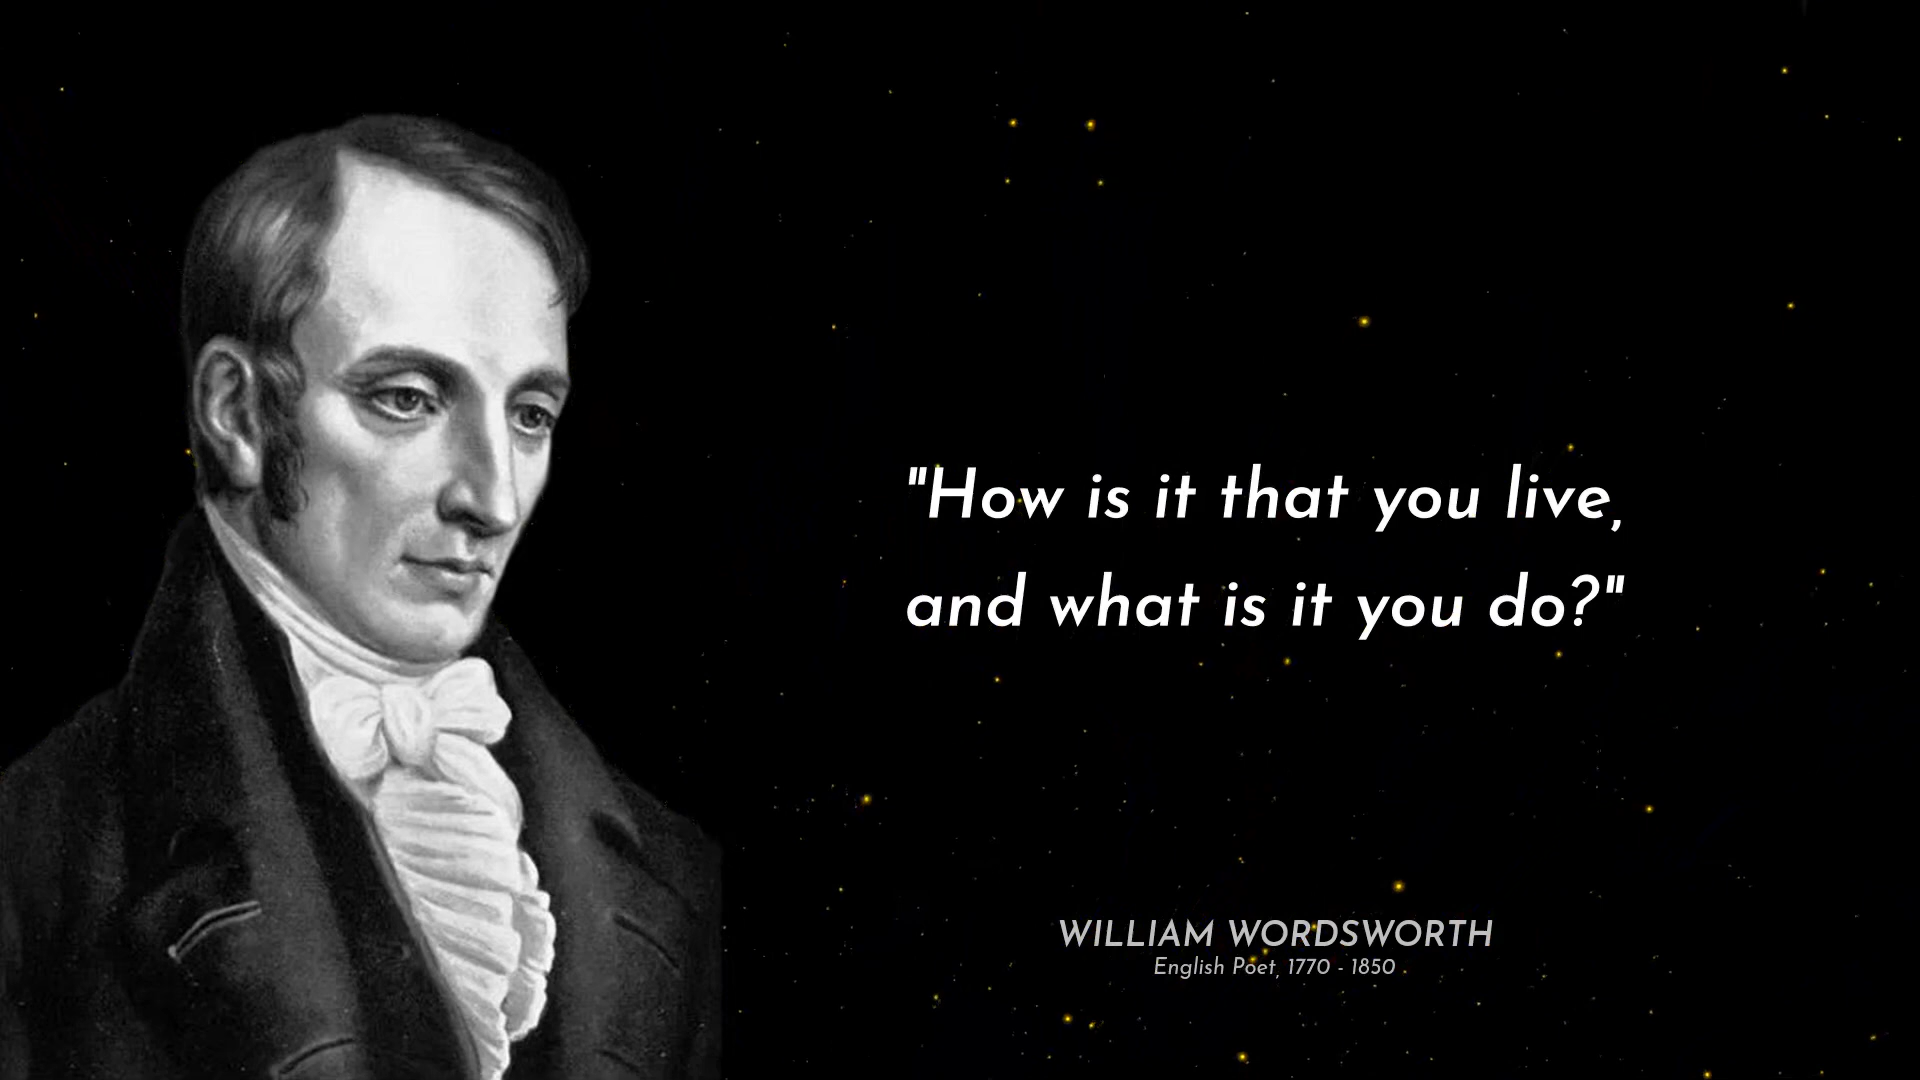 "How is it that you live,
and what is it you do?"
WILLIAM WORDSWORTH
English Poet, 1770 - 1850